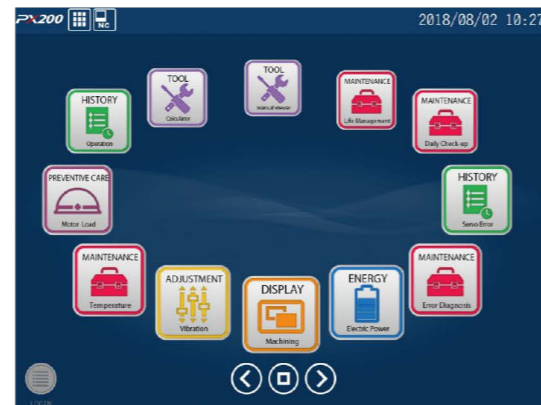 PX200 NC 2018/08/02 10:27
TOOL
Calculator
TOOL
Manual Viewer
MAINTENANCE
Life Management
HISTORY
Operation
MAINTENANCE
Daily Check-up
PREVENTIVE CARE
Motor Load
HISTORY
Servo Error
MAINTENANCE
Temperature
ADJUSTMENT
Vibration
DISPLAY
Machining
ENERGY
Electric Power
MAINTENANCE
Error Diagnosis